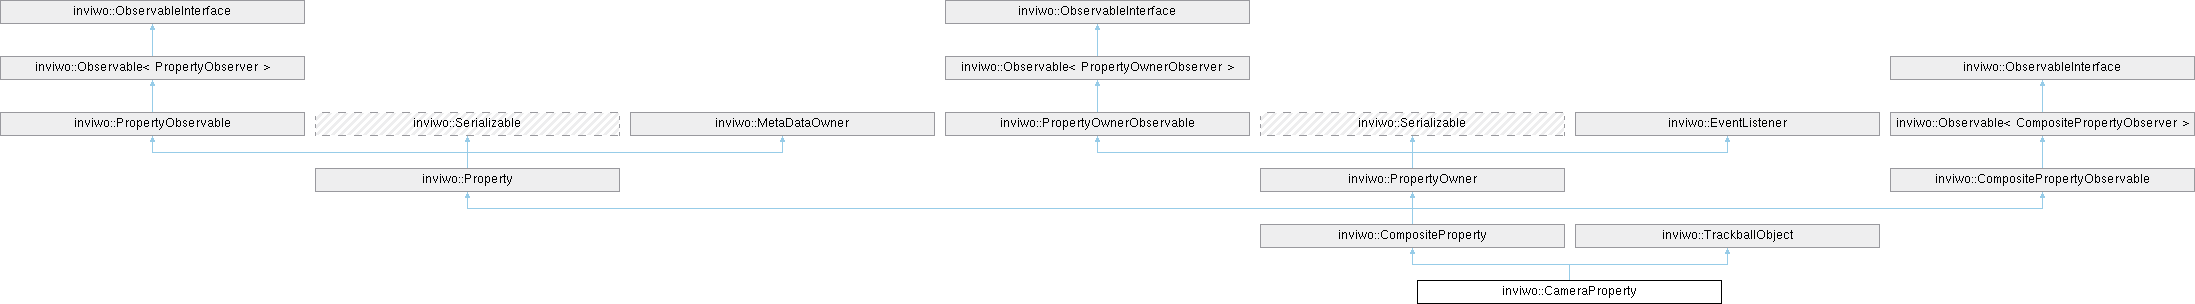 inviwo::ObservableInterface
inviwo::ObservableInterface
inviwo::Observable< PropertyObserver >
inviwo::Observable< PropertyOwnerObserver >
inviwo::ObservableInterface
inviwo::PropertyObservable
inviwo::Serializable
inviwo::MetaDataOwner
inviwo::PropertyOwnerObservable
inviwo::Serializable
inviwo::EventListener
inviwo::Observable< CompositePropertyObserver >
inviwo::Property
inviwo::PropertyOwner
inviwo::CompositePropertyObservable
inviwo::CompositeProperty
inviwo::TrackballObject
inviwo::CameraProperty